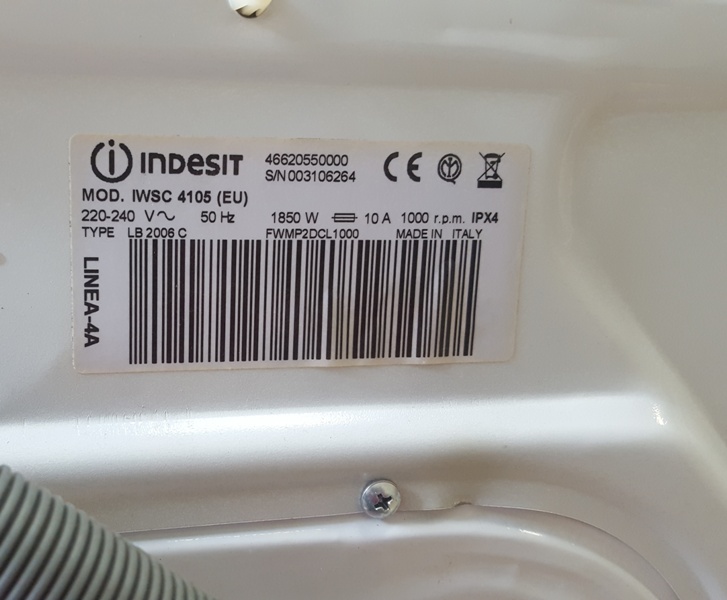 indesit 46620550000
S/N 003106264
MOD. IWSC 4105 (EU)
220-240 V~ 50 Hz 1850 W 10 A 1000 r.p.m. IPX4
TYPE LB 2006 C FWMP2DCL1000 MADE IN ITALY
LINEA-4A